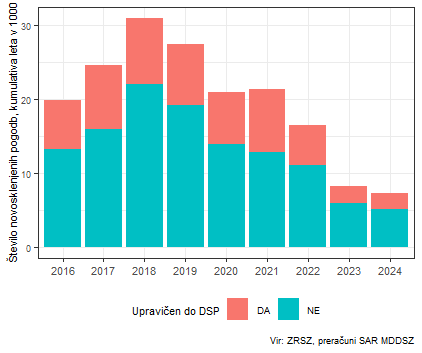 Število novosklenjenih pogodb, kumulativa leta v 1000
30
20
10
0
2016 2017 2018 2019 2020 2021 2022 2023 2024
Upravičen do DSP DA NE
Vir: ZRSZ, preračuni SAR MDDSZ